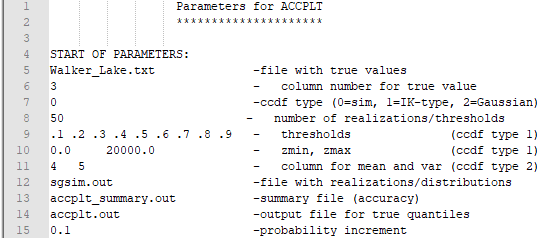 1 Parameters for ACCPLT
2 *********************
3
4 START OF PARAMETERS:
5 Walker_Lake.txt -file with true values
6 3 - column number for true value
7 0 -ccdf type (0=sim, 1=IK-type, 2=Gaussian)
8 50 - number of realizations/thresholds
9 .1 .2 .3 .4 .5 .6 .7 .8 .9 - thresholds (ccdf type 1)
10 0.0 20000.0 - zmin, zmax (ccdf type 1)
11 4 5 - column for mean and var (ccdf type 2)
12 sgsim.out -file with realizations/distributions
13 accplt_summary.out -summary file (accuracy)
14 accplt.out -output file for true quantiles
15 0.1 -probability increment